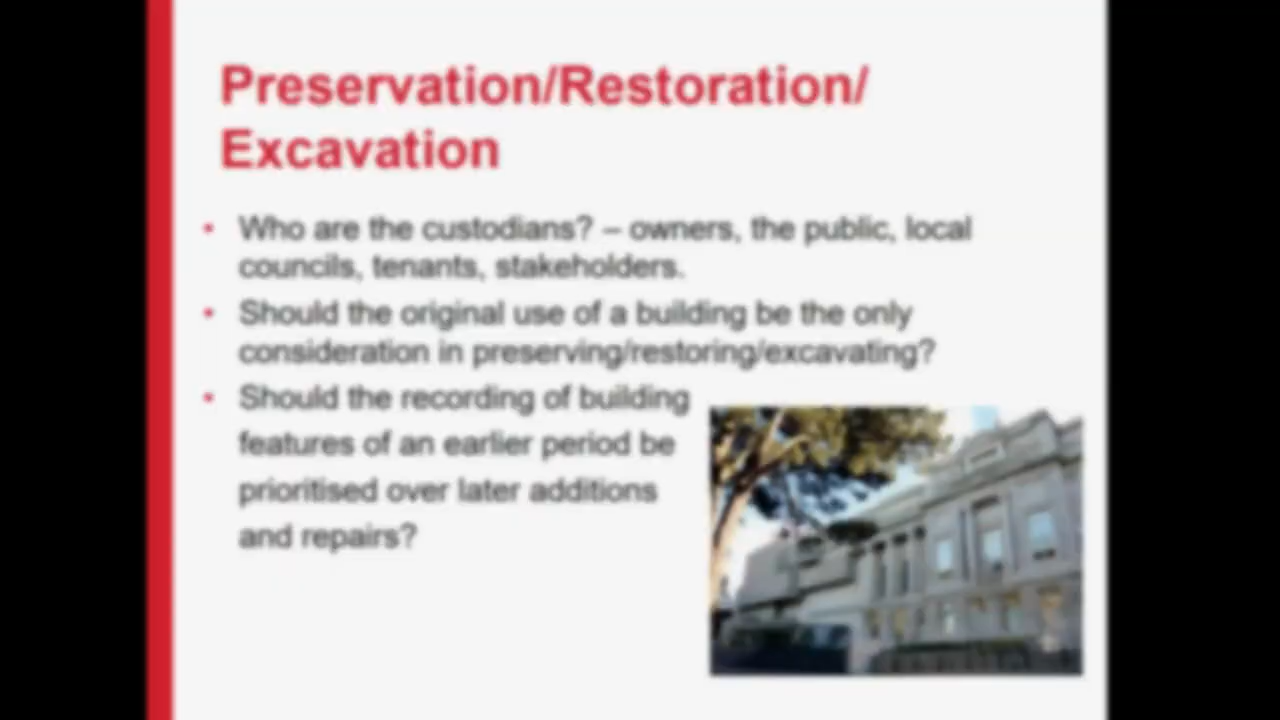 Preservation/Restoration/
Excavation
• Who are the custodians? – owners, the public, local
councils, tenants, stakeholders.
• Should the original use of a building be the only
consideration in preserving/restoring/excavating?
• Should the recording of building
features of an earlier period be
prioritised over later additions
and repairs?